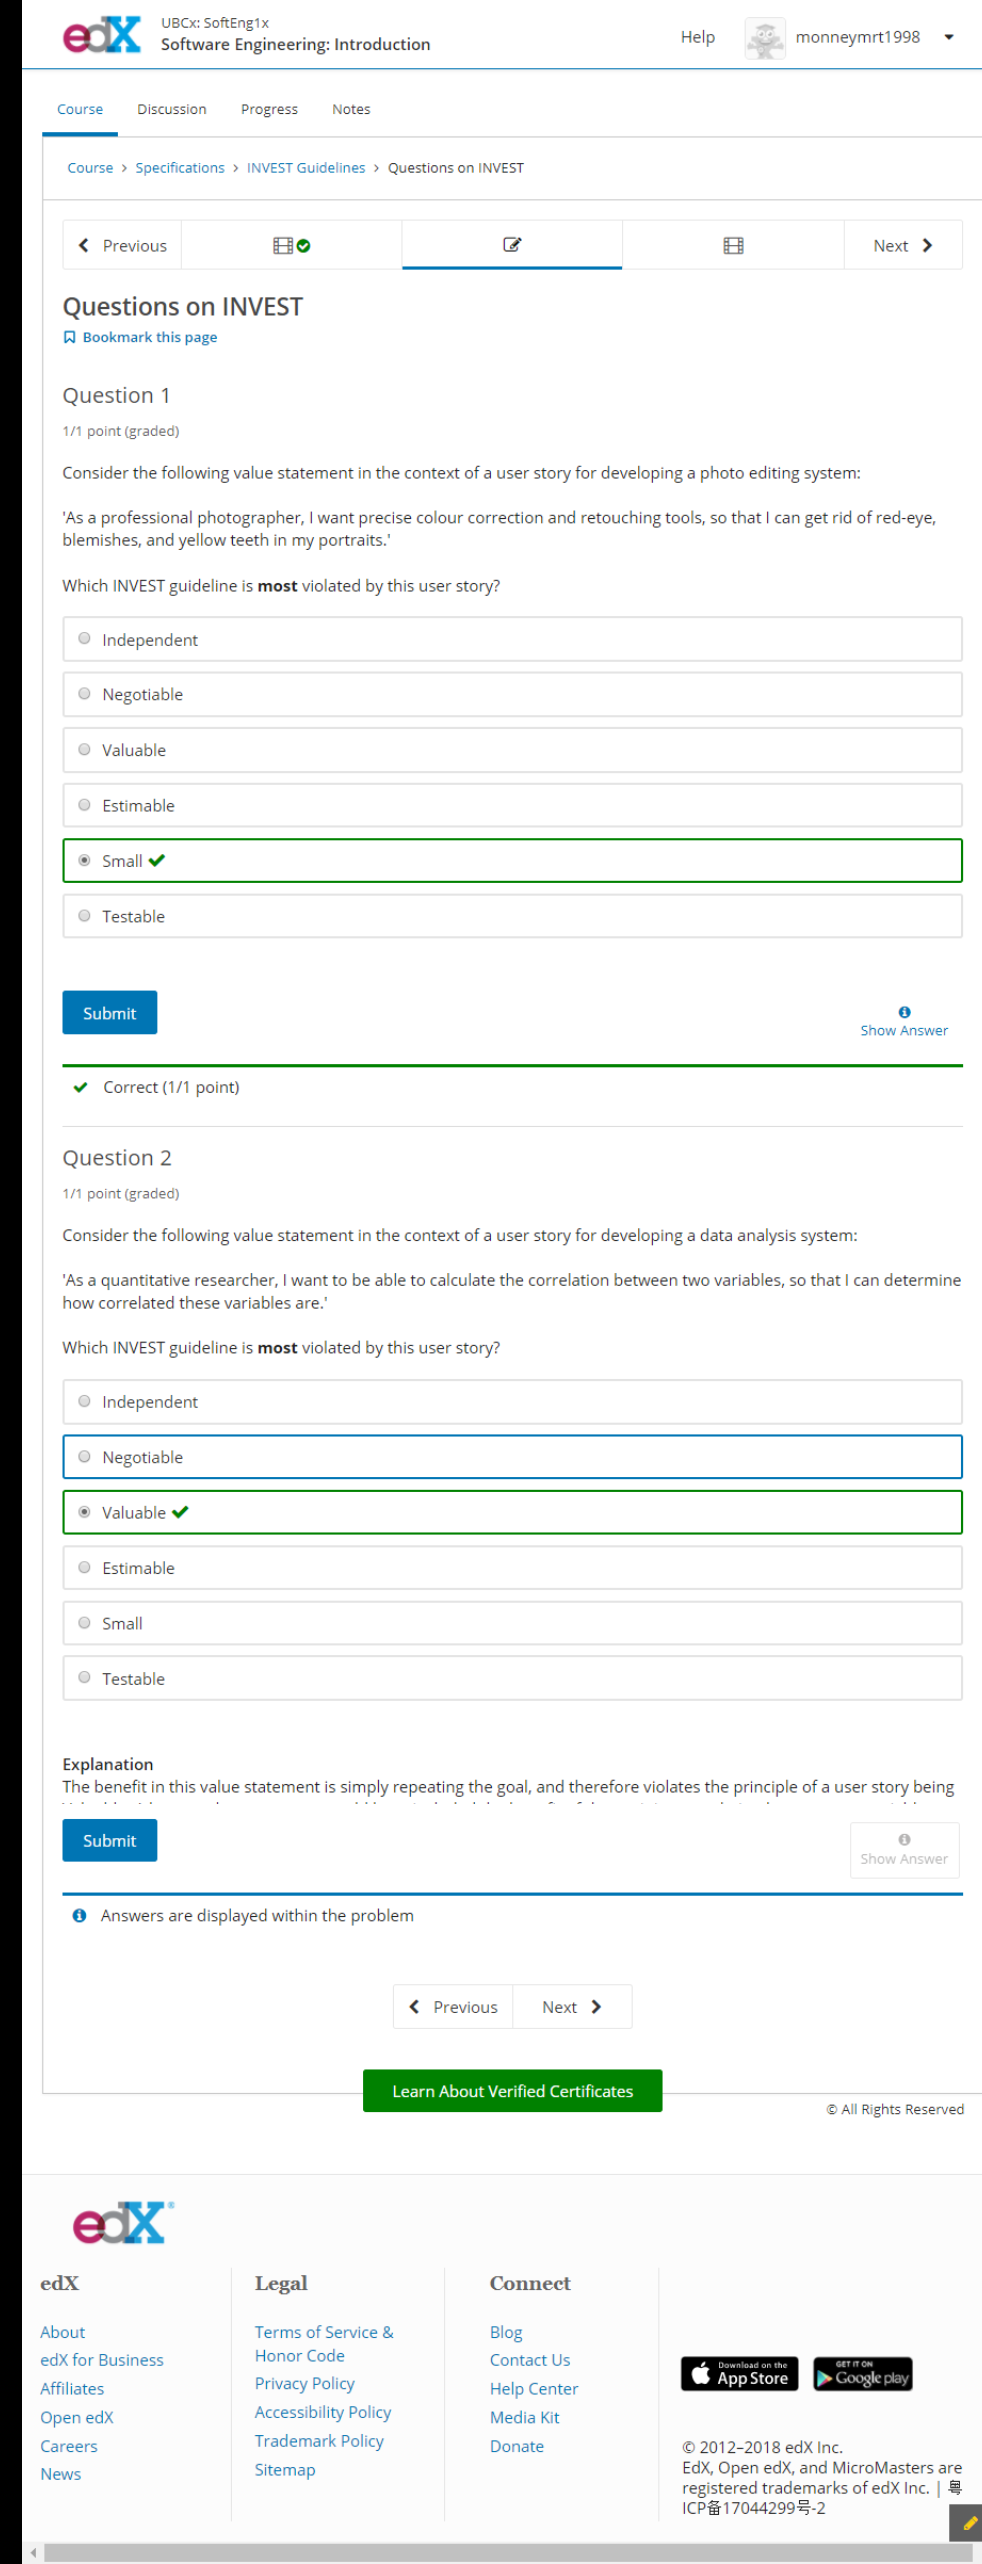 edX
UBCx: SoftEng1x
Software Engineering: Introduction
Help
monneymrt1998
Course
Discussion
Progress
Notes
Course > Specifications > INVEST Guidelines > Questions on INVEST
Previous
Next
Questions on INVEST
Bookmark this page
Question 1
1/1 point (graded)
Consider the following value statement in the context of a user story for developing a photo editing system:
'As a professional photographer, I want precise colour correction and retouching tools, so that I can get rid of red-eye,
blemishes, and yellow teeth in my portraits.'
Which INVEST guideline is most violated by this user story?
Independent
Negotiable
Valuable
Estimable
Small
Testable
Submit
Show Answer
Correct (1/1 point)
Question 2
1/1 point (graded)
Consider the following value statement in the context of a user story for developing a data analysis system:
'As a quantitative researcher, I want to be able to calculate the correlation between two variables, so that I can determine
how correlated these variables are.'
Which INVEST guideline is most violated by this user story?
Independent
Negotiable
Valuable
Estimable
Small
Testable
Explanation
The benefit in this value statement is simply repeating the goal, and therefore violates the principle of a user story being
Submit
Show Answer
Answers are displayed within the problem
Previous
Next
Learn About Verified Certificates
© All Rights Reserved
edX
edX
About
edX for Business
Affiliates
Open edX
Careers
News
Legal
Terms of Service &
Honor Code
Privacy Policy
Accessibility Policy
Trademark Policy
Sitemap
Connect
Blog
Contact Us
Help Center
Media Kit
Donate
Download on the
App Store
GET IT ON
Google play
© 2012–2018 edX Inc.
EdX, Open edX, and MicroMasters are
registered trademarks of edX Inc. | 粤
ICP备17044299号-2